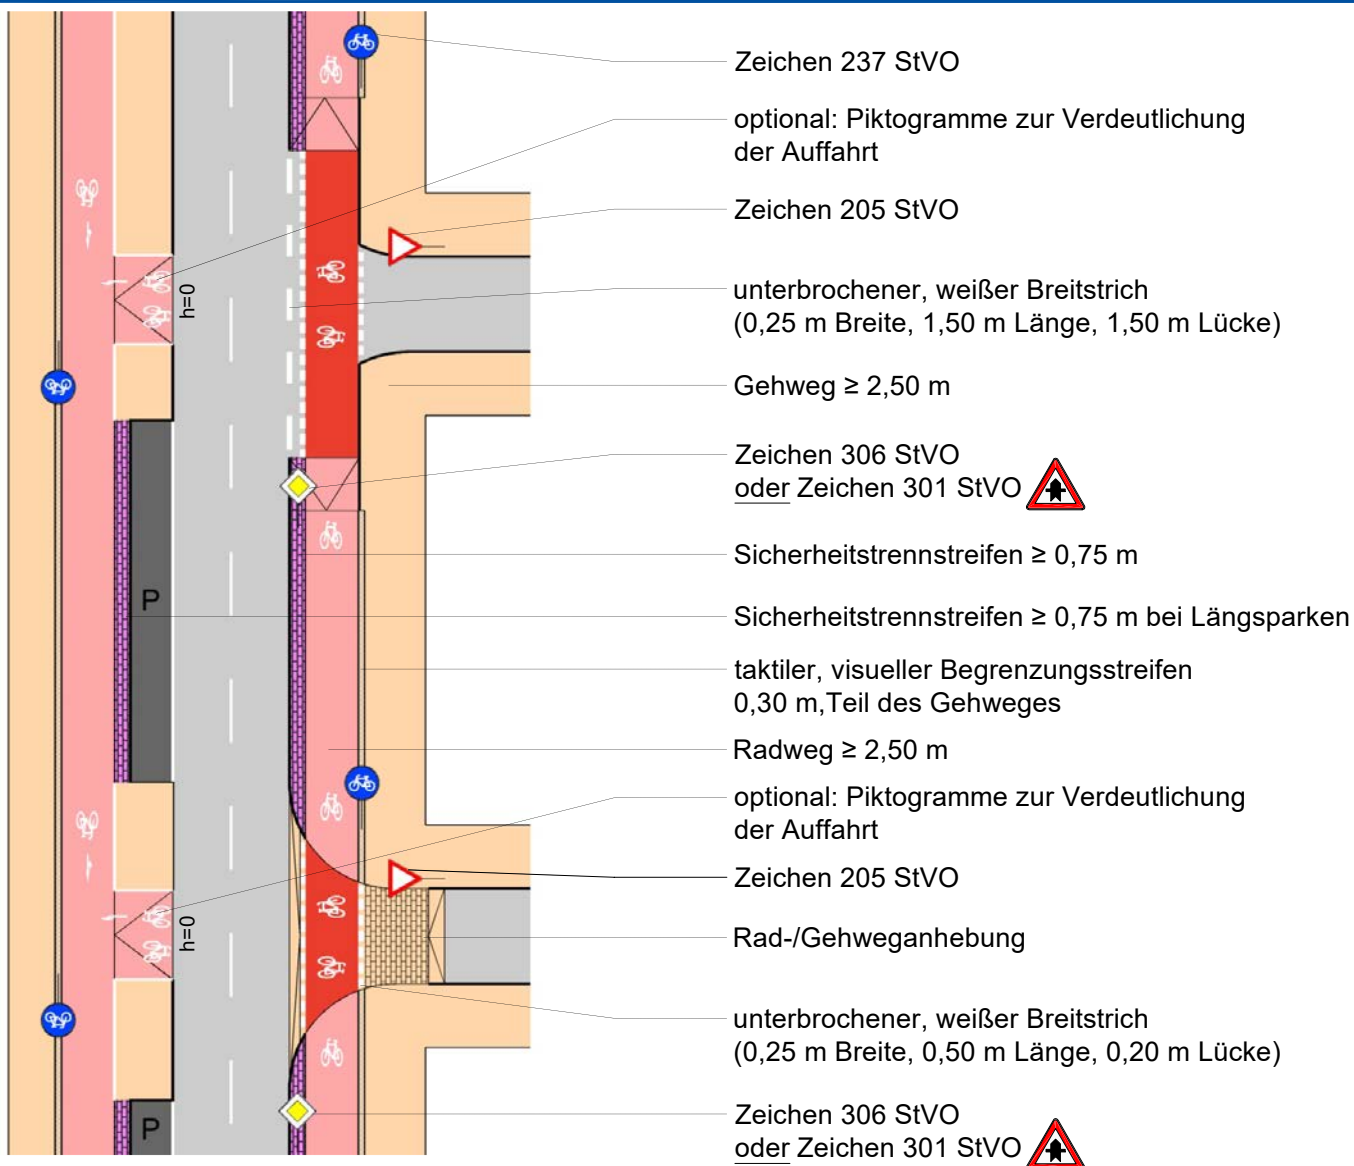 Zeichen 237 StVO
optional: Piktogramme zur Verdeutlichung
der Auffahrt
Zeichen 205 StVO
unterbrochener, weißer Breitstrich
(0,25 m Breite, 1,50 m Länge, 1,50 m Lücke)
Gehweg ≥ 2,50 m
Zeichen 306 StVO
oder Zeichen 301 StVO
Sicherheitstrennstreifen ≥ 0,75 m
Sicherheitstrennstreifen ≥ 0,75 m bei Längsparken
taktiler, visueller Begrenzungsstreifen
0,30 m,Teil des Gehweges
Radweg ≥ 2,50 m
optional: Piktogramme zur Verdeutlichung
der Auffahrt
Zeichen 205 StVO
Rad-/Gehweganhebung
unterbrochener, weißer Breitstrich
(0,25 m Breite, 0,50 m Länge, 0,20 m Lücke)
Zeichen 306 StVO
oder Zeichen 301 StVO
h=0
P
h=0
P